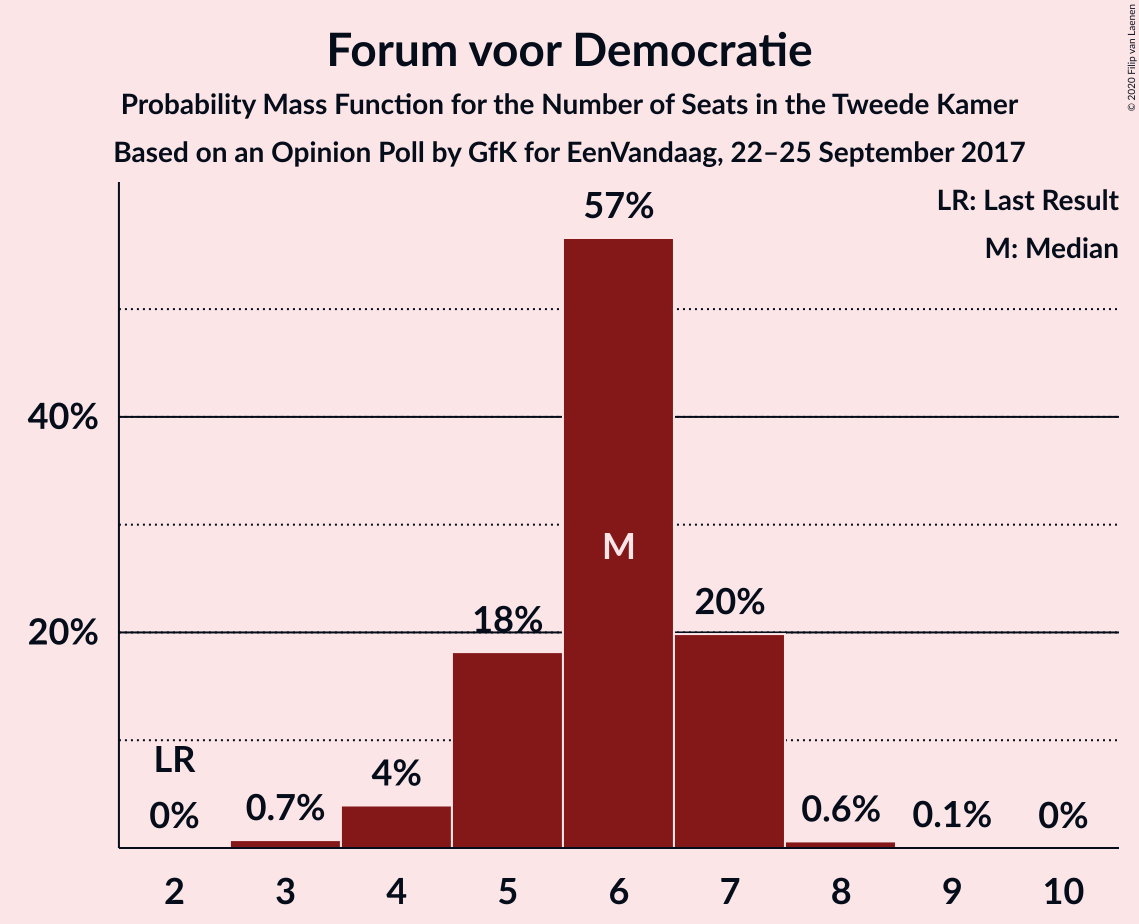 Forum voor Democratie
Probability Mass Function for the Number of Seats in the Tweede Kamer
Based on an Opinion Poll by GfK for EenVandaag, 22–25 September 2017
© 2020 Filip van Laenen
LR: Last Result
M: Median
57%
40%
M
20%
18%
20%
LR
0%
0.7%
4%
0.6%
0.1%
0%
2 3 4 5 6 7 8 9 10